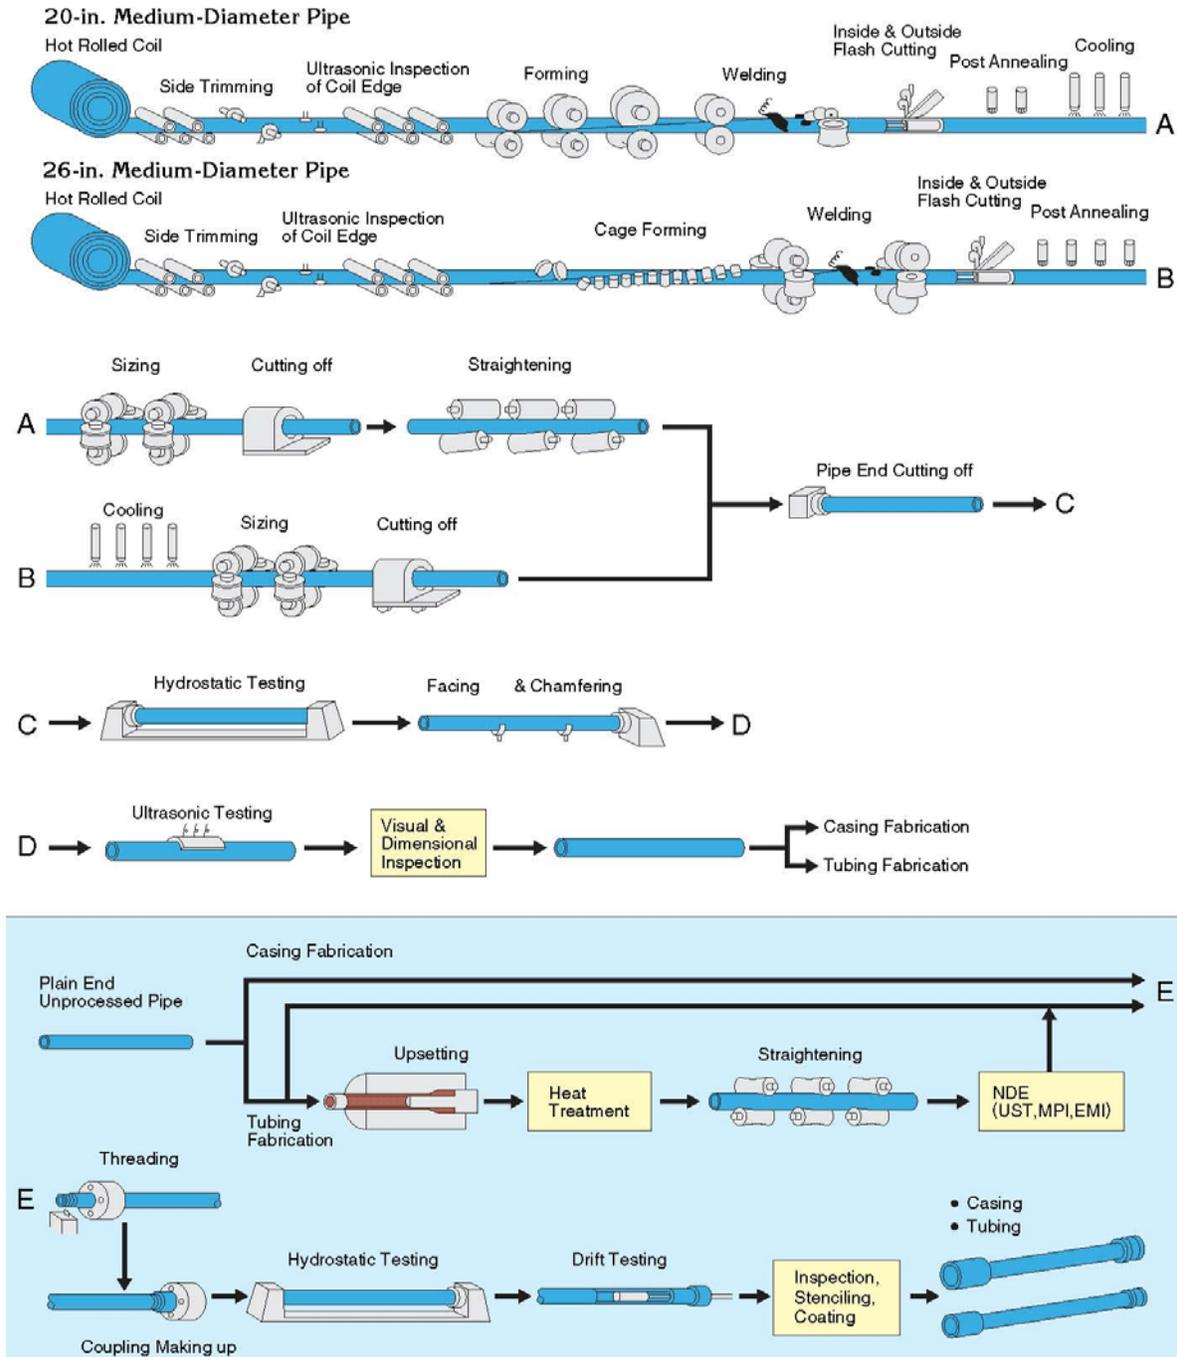 20-in. Medium-Diameter Pipe
Hot Rolled Coil
Side Trimming
Ultrasonic Inspection
of Coil Edge
Forming
Welding
Inside & Outside
Flash Cutting
Post Annealing
Cooling
A
26-in. Medium-Diameter Pipe
Hot Rolled Coil
Side Trimming
Ultrasonic Inspection
of Coil Edge
Cage Forming
Welding
Inside & Outside
Flash Cutting
Post Annealing
B
Sizing
Cutting off
Straightening
A
Pipe End Cutting off
C
Cooling
Sizing
Cutting off
B
Hydrostatic Testing
Facing & Chamfering
C
D
Ultrasonic Testing
D
Visual &
Dimensional
Inspection
Casing Fabrication
Tubing Fabrication
Casing Fabrication
Plain End
Unprocessed Pipe
E
Upsetting
Straightening
Heat
Treatment
NDE
(UST,MPI,EMI)
Tubing
Fabrication
Threading
E
• Casing
• Tubing
Hydrostatic Testing
Drift Testing
Inspection,
Stenciling,
Coating
Coupling Making up